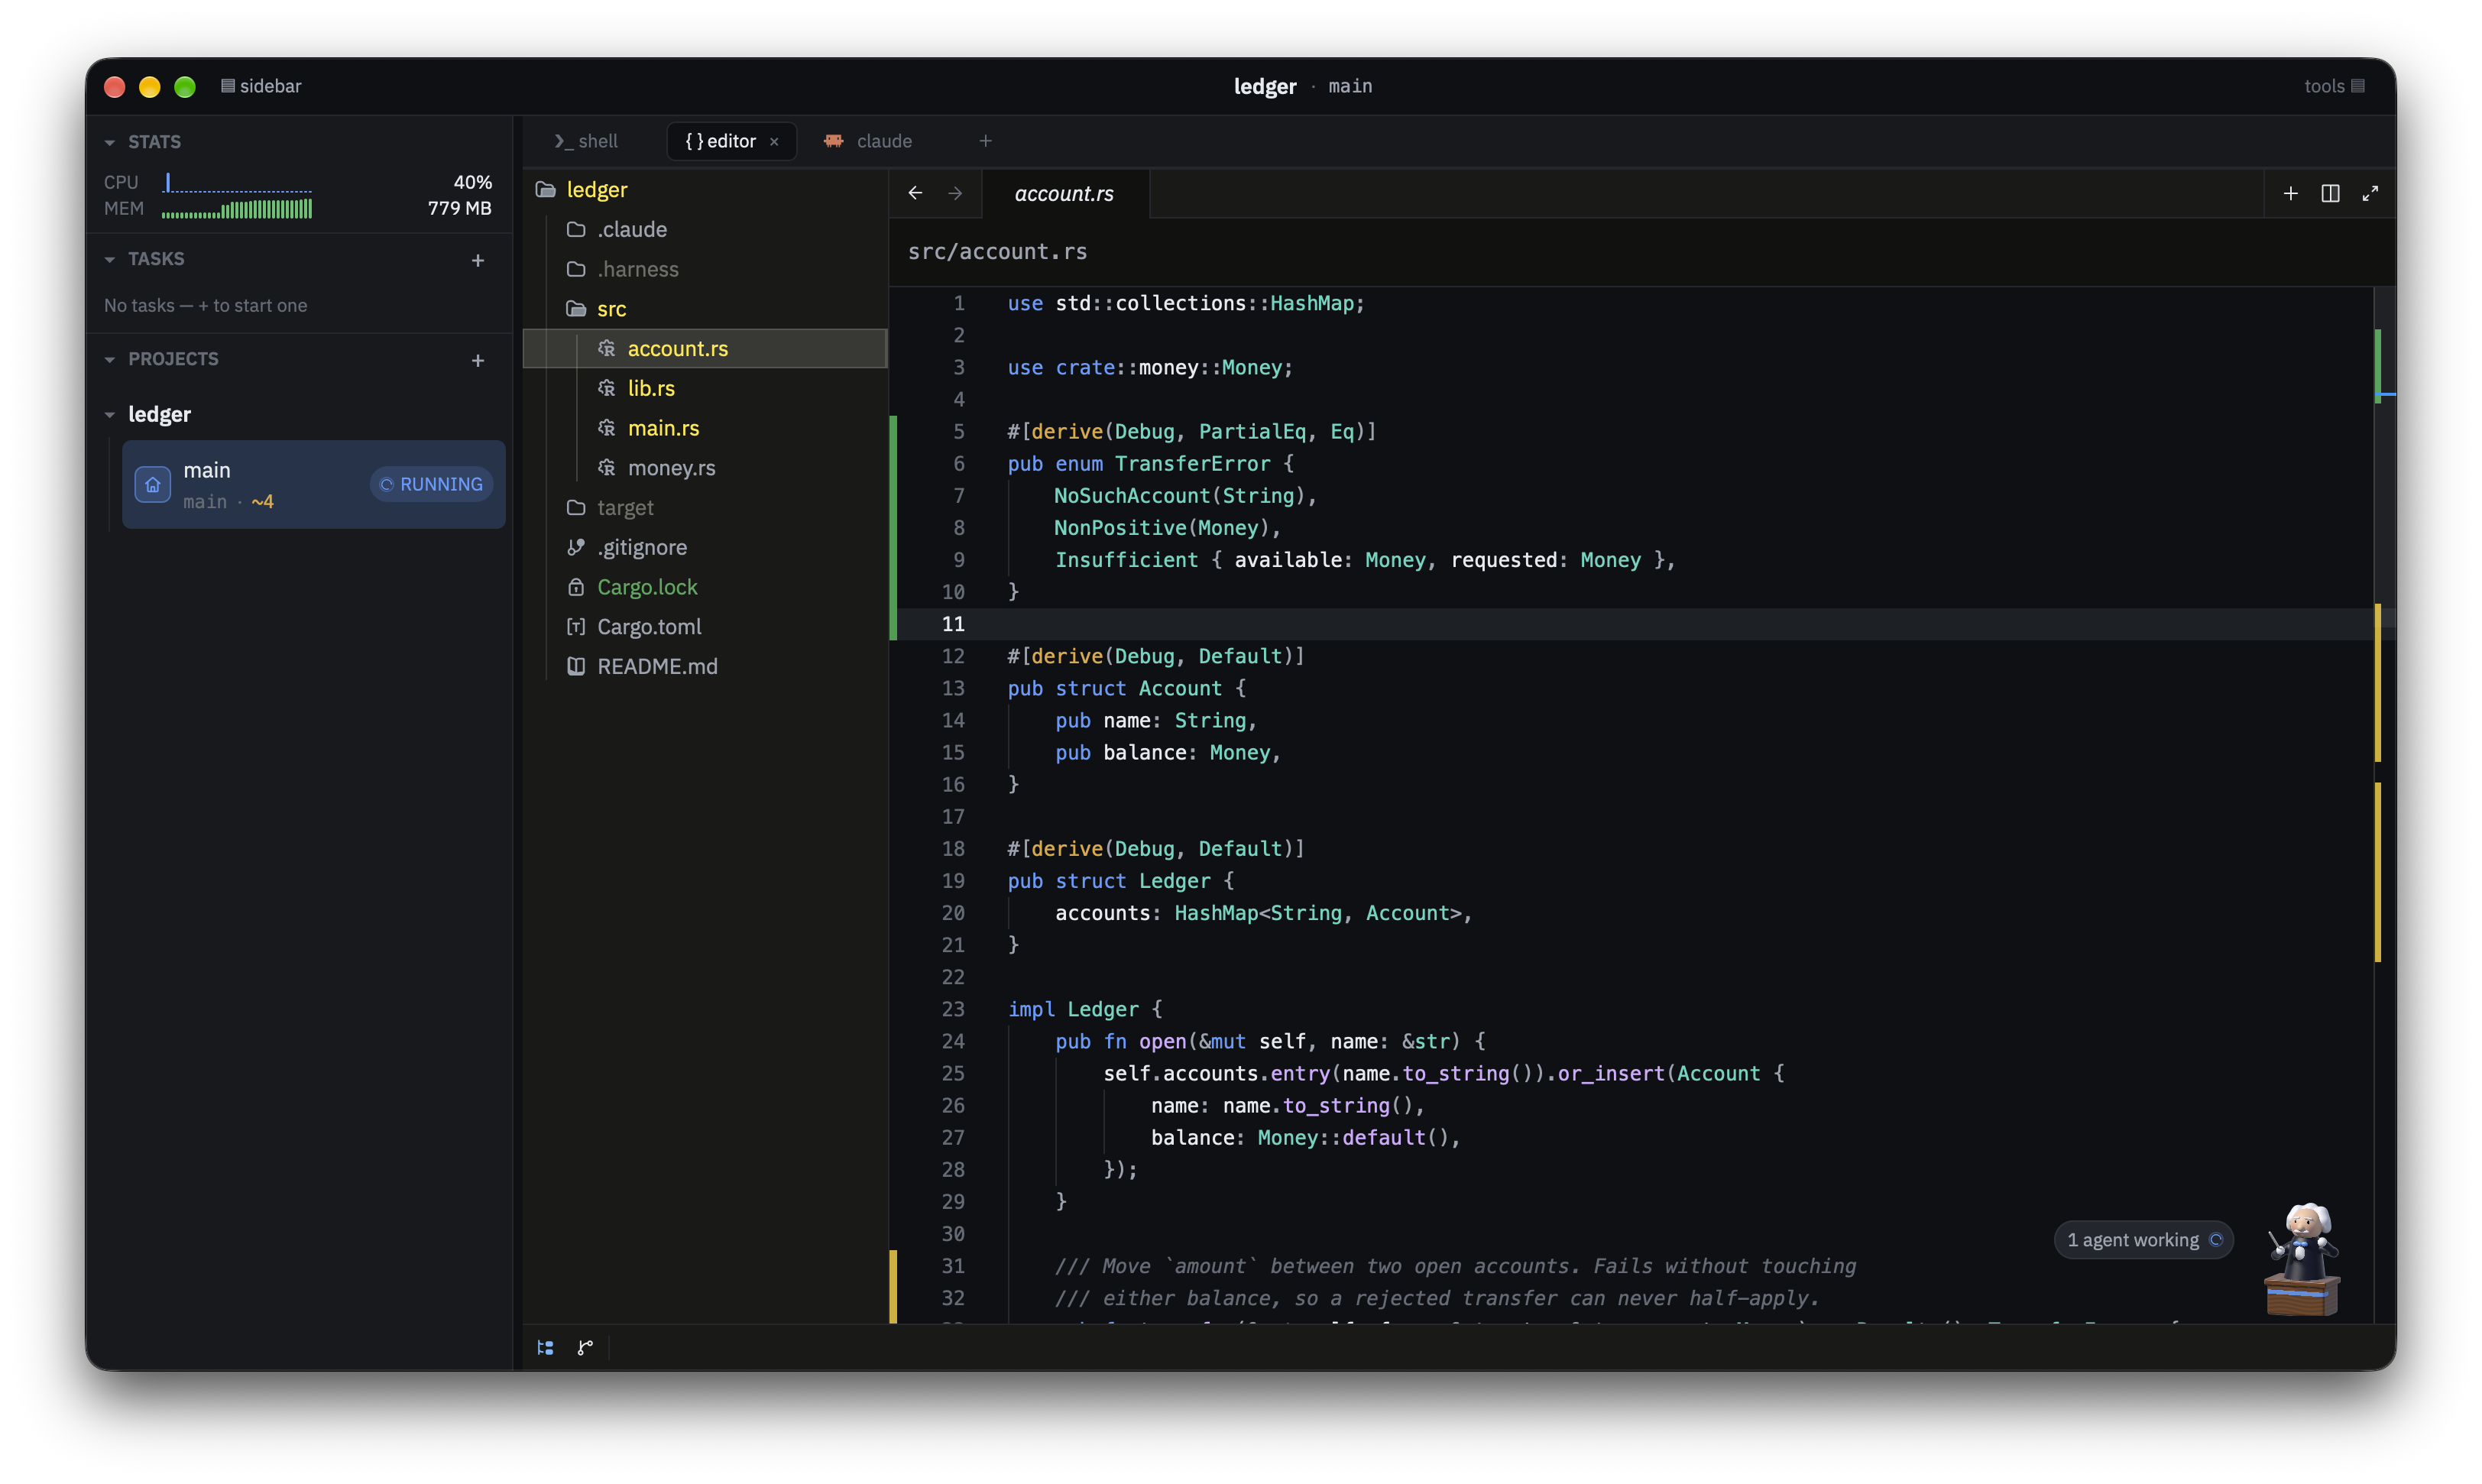 sidebar
ledger · main
tools
STATS
CPU 40%
MEM 779 MB
TASKS +
No tasks — + to start one
PROJECTS +
ledger
main
main · ~4
RUNNING
>_ shell
{ } editor ×
claude
+
ledger
.claude
.harness
src
account.rs
lib.rs
main.rs
money.rs
target
.gitignore
Cargo.lock
[T] Cargo.toml
README.md
← → account.rs +
src/account.rs
1 use std::collections::HashMap;
2
3 use crate::money::Money;
4
5 #[derive(Debug, PartialEq, Eq)]
6 pub enum TransferError {
7     NoSuchAccount(String),
8     NonPositive(Money),
9     Insufficient { available: Money, requested: Money },
10 }
11
12 #[derive(Debug, Default)]
13 pub struct Account {
14     pub name: String,
15     pub balance: Money,
16 }
17
18 #[derive(Debug, Default)]
19 pub struct Ledger {
20     accounts: HashMap<String, Account>,
21 }
22
23 impl Ledger {
24     pub fn open(&mut self, name: &str) {
25         self.accounts.entry(name.to_string()).or_insert(Account {
26             name: name.to_string(),
27             balance: Money::default(),
28         });
29     }
30
31     /// Move `amount` between two open accounts. Fails without touching
32     /// either balance, so a rejected transfer can never half-apply.
1 agent working